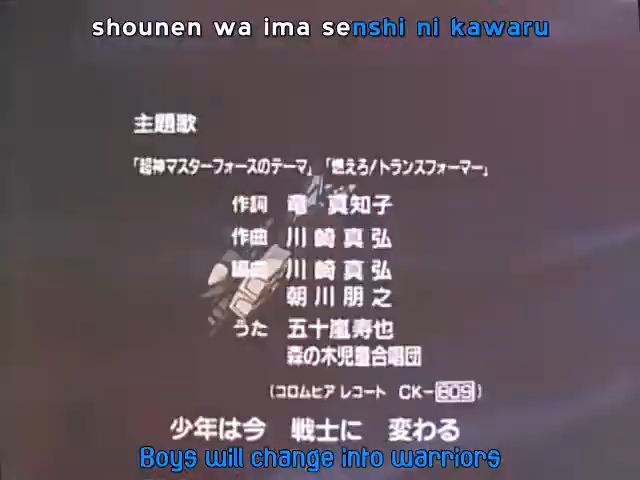 shounen wa ima senshi ni kawaru
主題歌
「超神マスターフォースのテーマ」「燃えろ!トランスフォーマー」
作詞 竜 真知子
作曲 川崎真弘
編曲 川崎真弘
朝川朋之
うた 五十嵐寿也
森の木児童合唱団
(コロムビア レコード CK-809)
少年は今 戦士に 変わる
Boys will change into warriors